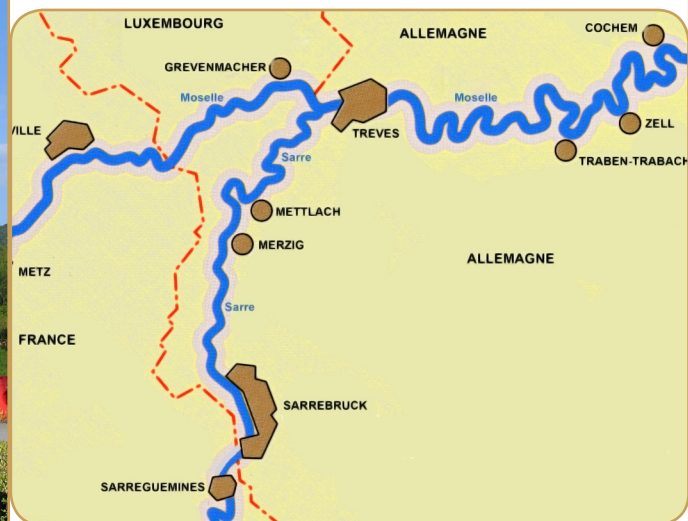 LUXEMBOURG
ALLEMAGNE
COCHEM
GREVENMACHER
Moselle
Moselle
VILLE
TREVES
ZELL
Sarre
TRABEN-TRABACH
METTLACH
MERZIG
ALLEMAGNE
METZ
Sarre
FRANCE
SARREBRUCK
SARREGUEMINES